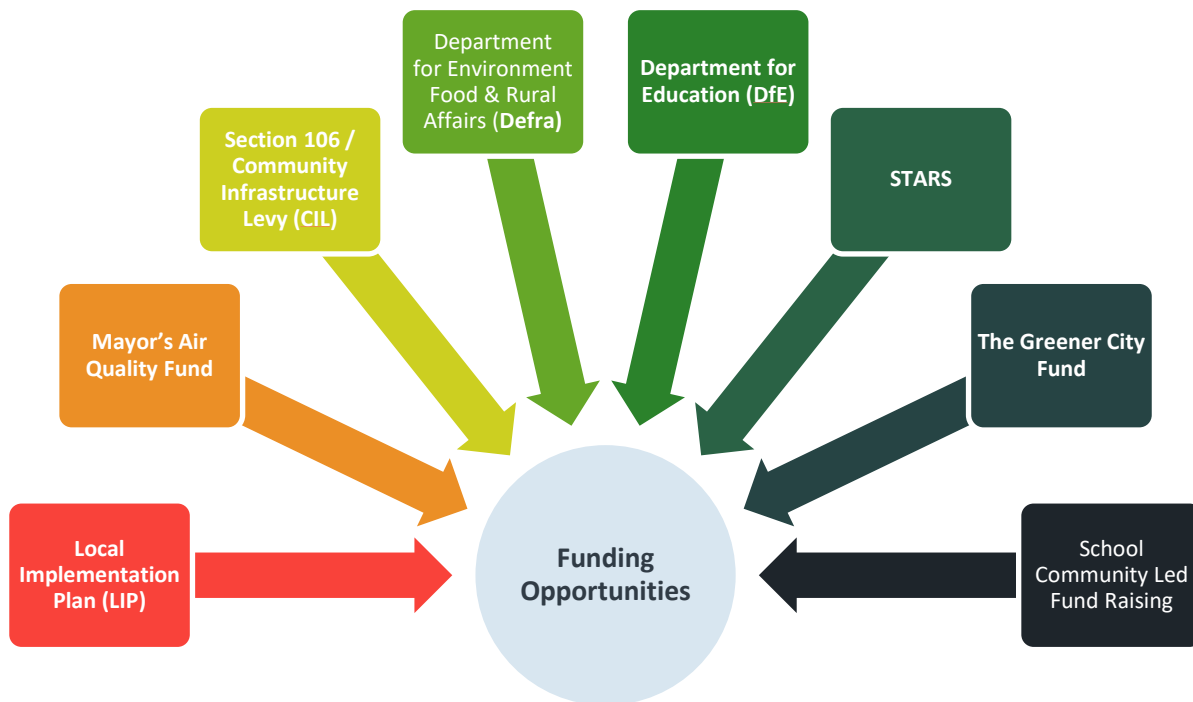 Local
Implementation
Plan (LIP)
Mayor’s Air
Quality Fund
Section 106 /
Community
Infrastructure
Levy (CIL)
Department
for Environment
Food & Rural
Affairs (Defra)
Department for
Education (DfE)
STARS
The Greener City
Fund
School
Community Led
Fund Raising
Funding
Opportunities